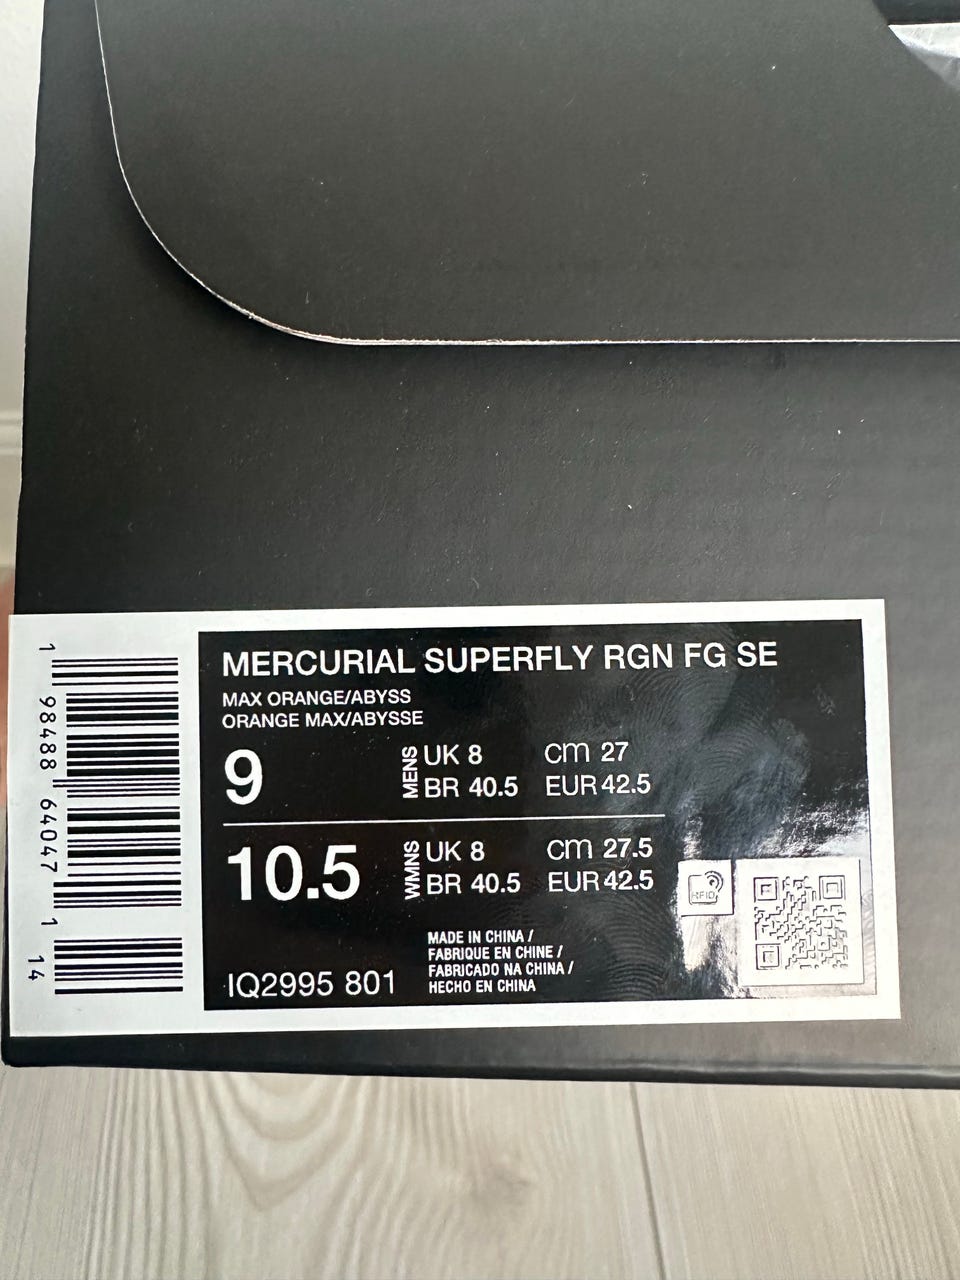 MERCURIAL SUPERFLY RGN FG SE
MAX ORANGE/ABYSS
ORANGE MAX/ABYSSE
9 MENS UK 8 cm 27
BR 40.5 EUR 42.5
10.5 WMNS UK 8 cm 27.5
BR 40.5 EUR 42.5
RFID
MADE IN CHINA /
FABRIQUE EN CHINE /
FABRICADO NA CHINA /
HECHO EN CHINA
IQ2995 801
1 98488 64047 1 14